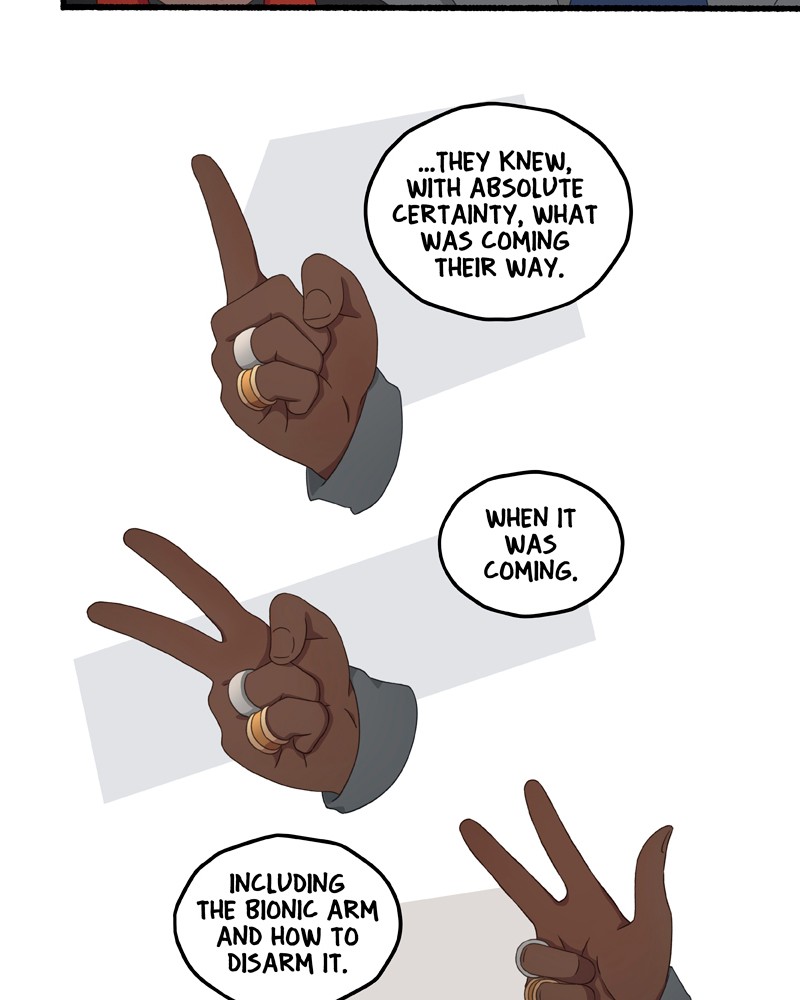 ...THEY KNEW,
WITH ABSOLUTE
CERTAINTY, WHAT
WAS COMING
THEIR WAY.
WHEN IT
WAS
COMING.
INCLUDING
THE BIONIC ARM
AND HOW TO
DISARM IT.